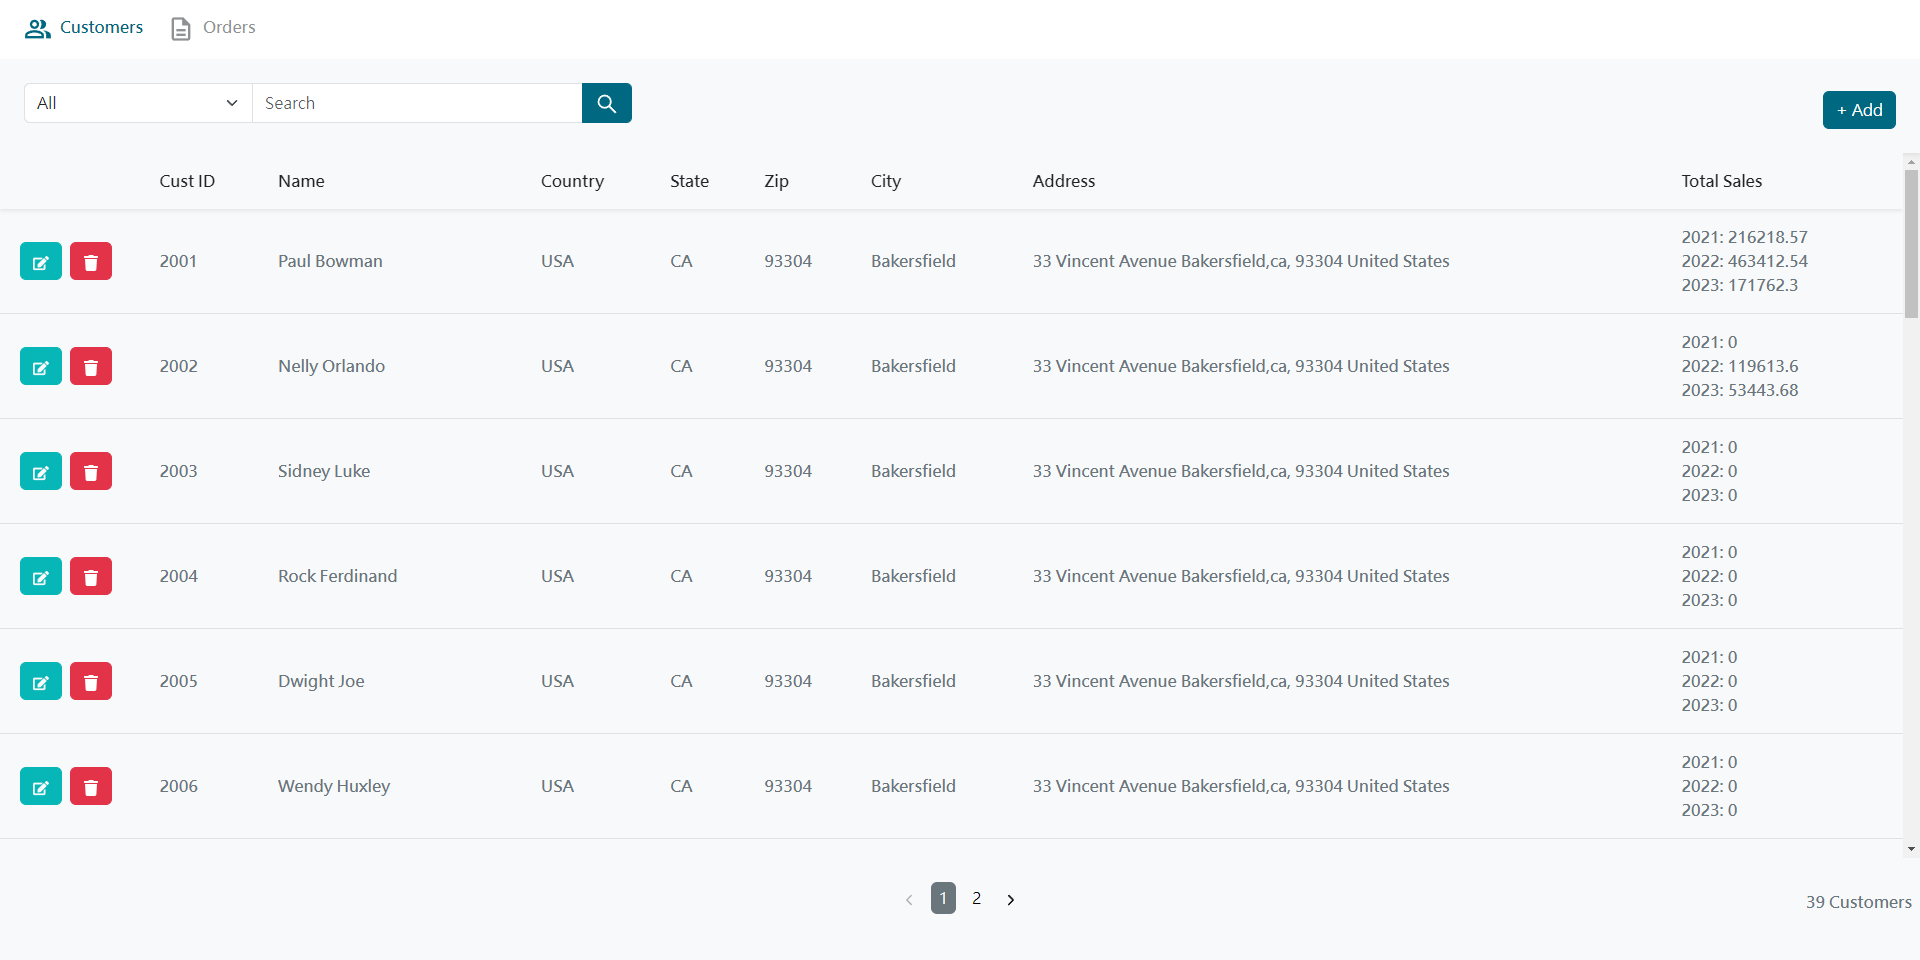 Customers Orders
All Search
+ Add
Cust ID Name Country State Zip City Address Total Sales
2001 Paul Bowman USA CA 93304 Bakersfield 33 Vincent Avenue Bakersfield,ca, 93304 United States
2021: 216218.57
2022: 463412.54
2023: 171762.3
2002 Nelly Orlando USA CA 93304 Bakersfield 33 Vincent Avenue Bakersfield,ca, 93304 United States
2021: 0
2022: 119613.6
2023: 53443.68
2003 Sidney Luke USA CA 93304 Bakersfield 33 Vincent Avenue Bakersfield,ca, 93304 United States
2021: 0
2022: 0
2023: 0
2004 Rock Ferdinand USA CA 93304 Bakersfield 33 Vincent Avenue Bakersfield,ca, 93304 United States
2021: 0
2022: 0
2023: 0
2005 Dwight Joe USA CA 93304 Bakersfield 33 Vincent Avenue Bakersfield,ca, 93304 United States
2021: 0
2022: 0
2023: 0
2006 Wendy Huxley USA CA 93304 Bakersfield 33 Vincent Avenue Bakersfield,ca, 93304 United States
2021: 0
2022: 0
2023: 0
1 2
39 Customers